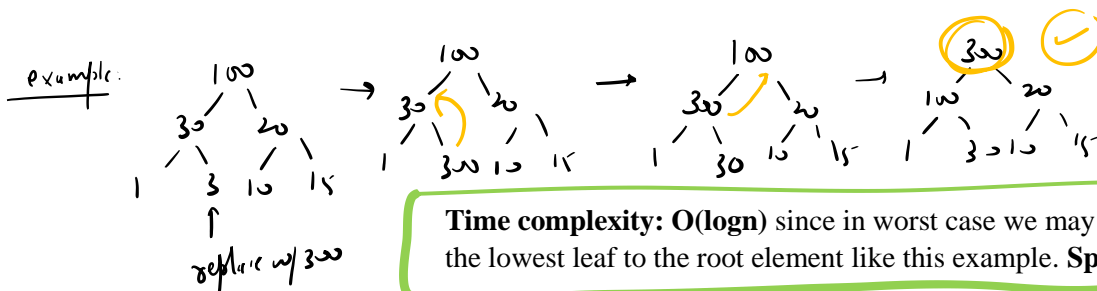 example:
100 → 100 → 100 → 300
30 20 30 20 300 20 100 20
1 3 10 15 1 300 10 15 1 30 10 15 1 30 10 15
replace w/ 300
Time complexity: O(logn) since in worst case we may
the lowest leaf to the root element like this example. Sp